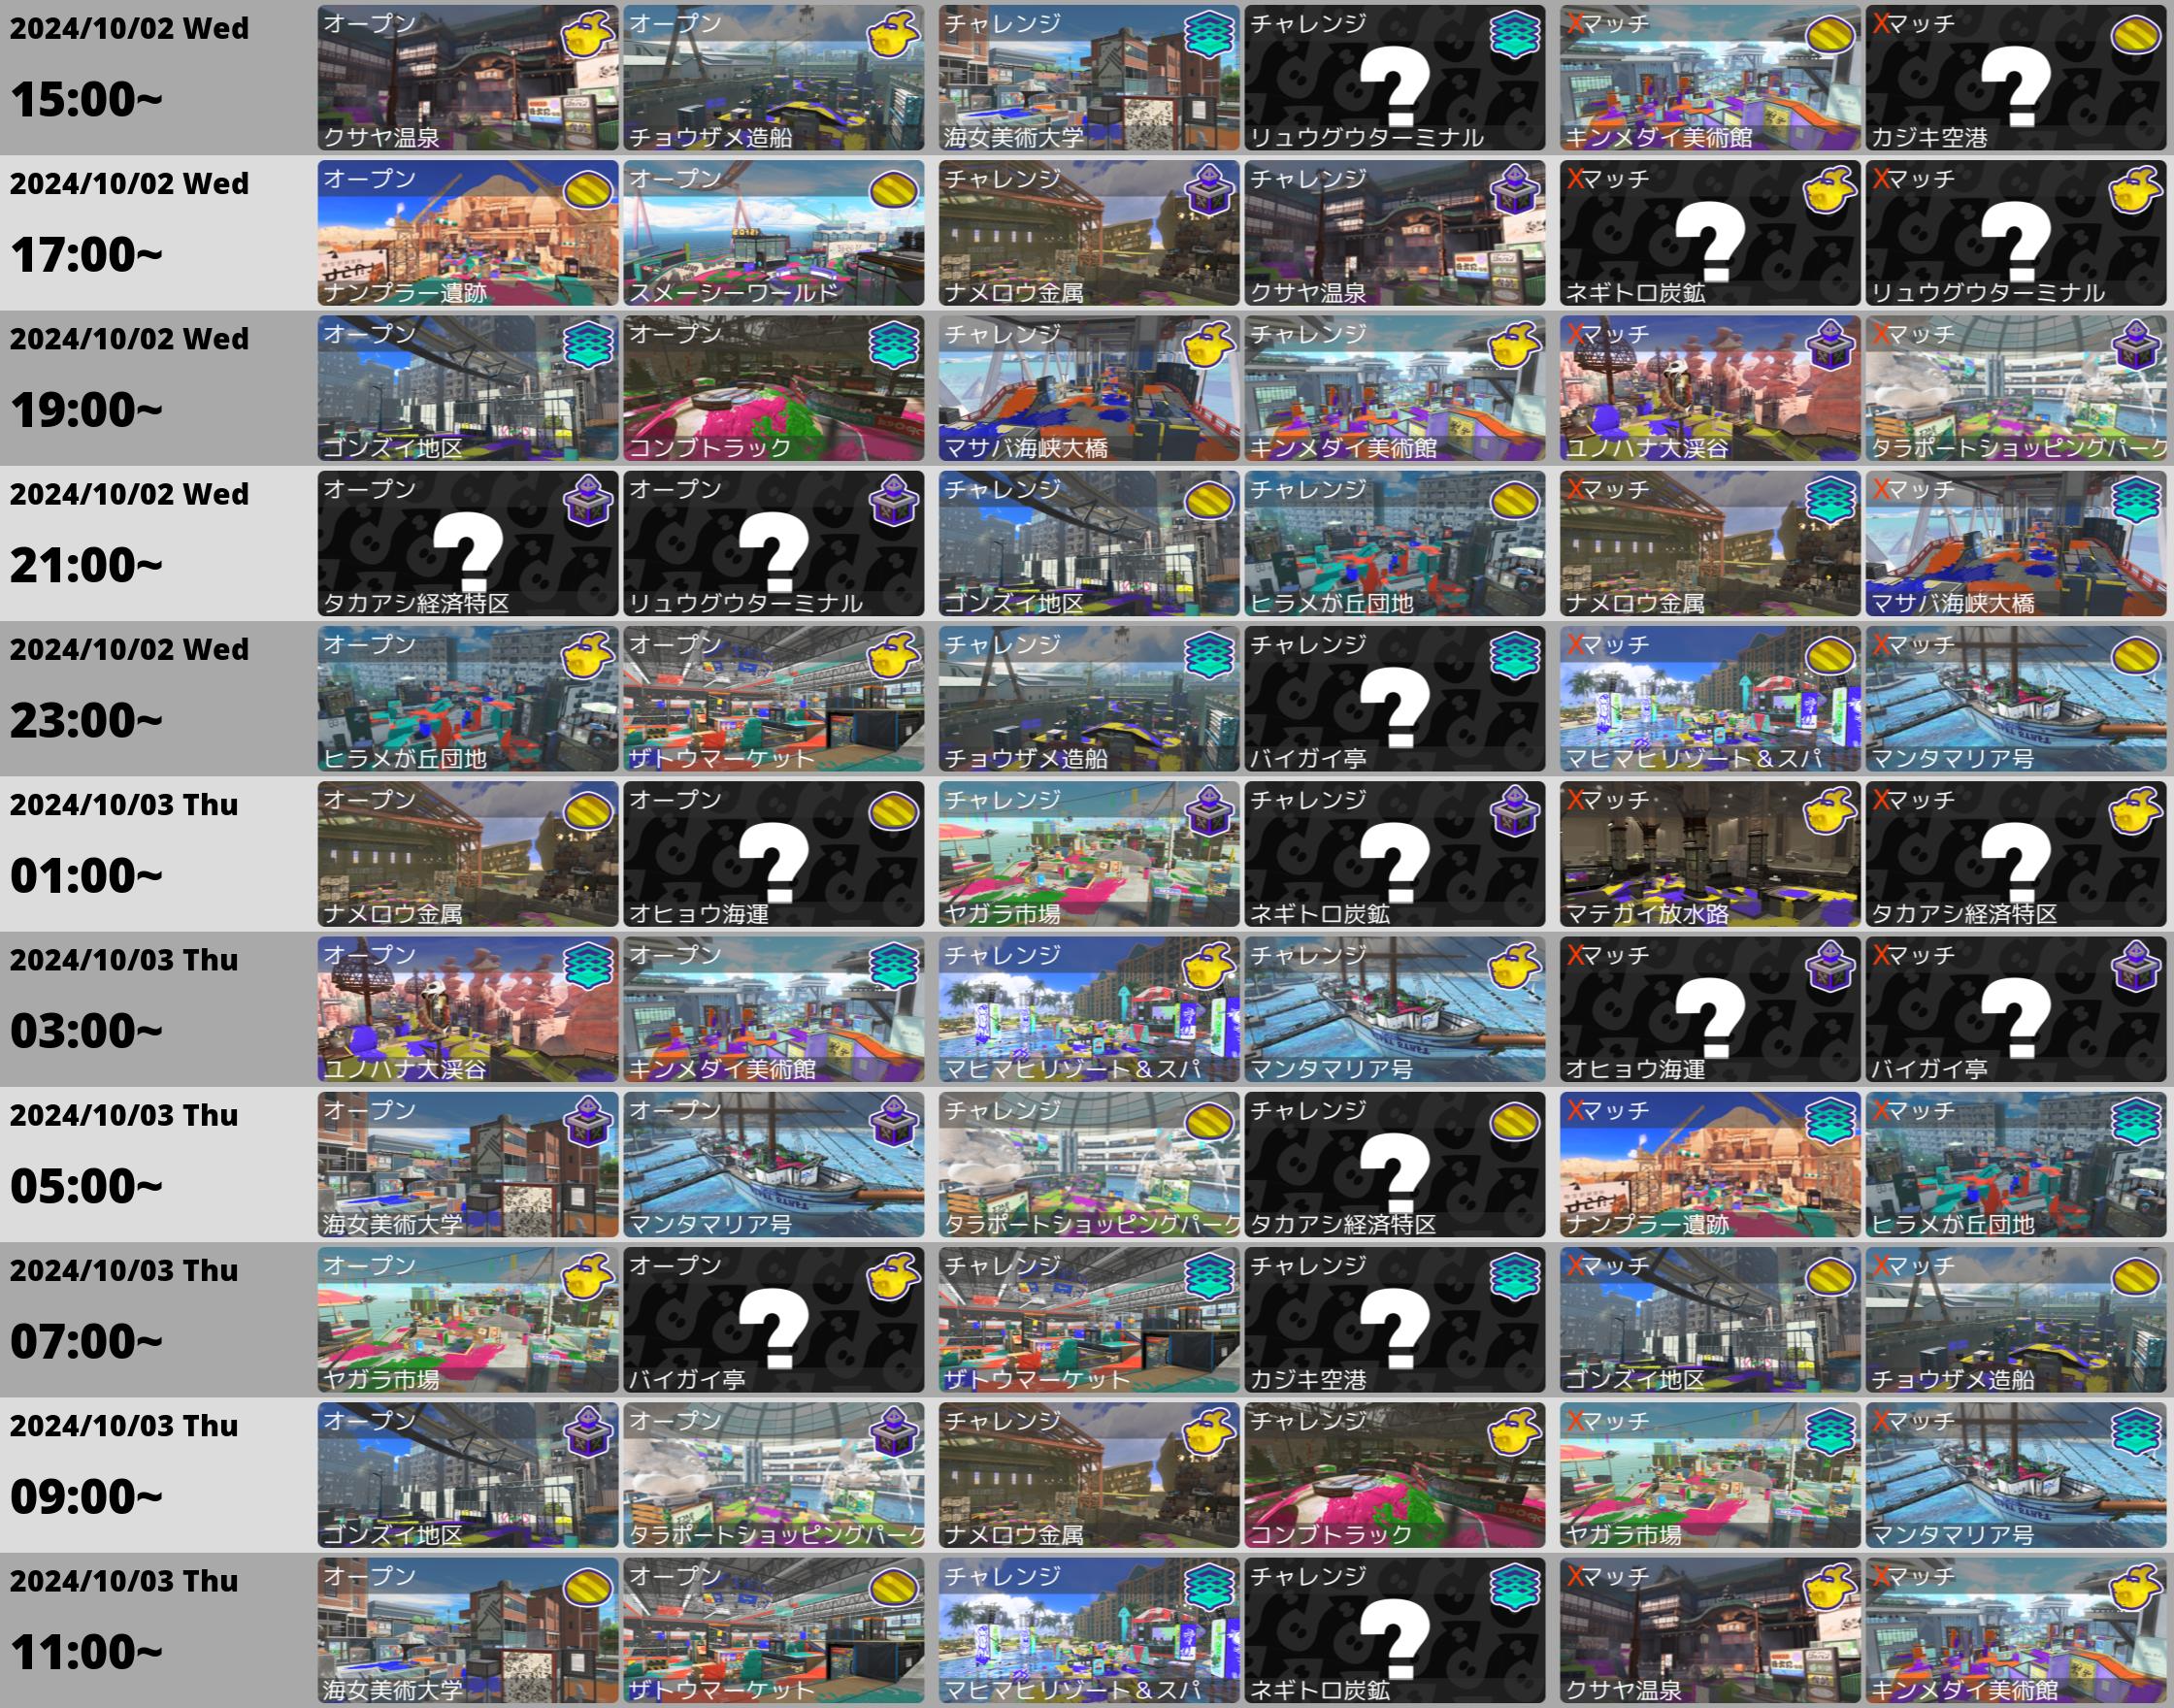 2024/10/02 Wed
15:00~
オープン
クサヤ温泉
オープン
チョウザメ造船
チャレンジ
海女美術大学
チャレンジ
リュウグウターミナル
Xマッチ
キンメダイ美術館
Xマッチ
カジキ空港
2024/10/02 Wed
17:00~
オープン
ナンプラー遺跡
オープン
スメーシーワールド
チャレンジ
ナメロウ金属
チャレンジ
クサヤ温泉
Xマッチ
ネギトロ炭鉱
Xマッチ
リュウグウターミナル
2024/10/02 Wed
19:00~
オープン
ゴンズイ地区
オープン
コンブトラック
チャレンジ
マサバ海峡大橋
チャレンジ
キンメダイ美術館
Xマッチ
ユノハナ大渓谷
Xマッチ
タラポートショッピングパーク
2024/10/02 Wed
21:00~
オープン
タカアシ経済特区
オープン
リュウグウターミナル
チャレンジ
ゴンズイ地区
チャレンジ
ヒラメが丘団地
Xマッチ
ナメロウ金属
Xマッチ
マサバ海峡大橋
2024/10/02 Wed
23:00~
オープン
ヒラメが丘団地
オープン
ザトウマーケット
チャレンジ
チョウザメ造船
チャレンジ
バイガイ亭
Xマッチ
マヒマヒリゾート＆スパ
Xマッチ
マンタマリア号
2024/10/03 Thu
01:00~
オープン
ナメロウ金属
オープン
オヒョウ海運
チャレンジ
ヤガラ市場
チャレンジ
ネギトロ炭鉱
Xマッチ
マテガイ放水路
Xマッチ
タカアシ経済特区
2024/10/03 Thu
03:00~
オープン
ユノハナ大渓谷
オープン
キンメダイ美術館
チャレンジ
マヒマヒリゾート＆スパ
チャレンジ
マンタマリア号
Xマッチ
オヒョウ海運
Xマッチ
バイガイ亭
2024/10/03 Thu
05:00~
オープン
海女美術大学
オープン
マンタマリア号
チャレンジ
タラポートショッピングパーク
チャレンジ
タカアシ経済特区
Xマッチ
ナンプラー遺跡
Xマッチ
ヒラメが丘団地
2024/10/03 Thu
07:00~
オープン
ヤガラ市場
オープン
バイガイ亭
チャレンジ
ザトウマーケット
チャレンジ
カジキ空港
Xマッチ
ゴンズイ地区
Xマッチ
チョウザメ造船
2024/10/03 Thu
09:00~
オープン
ゴンズイ地区
オープン
タラポートショッピングパーク
チャレンジ
ナメロウ金属
チャレンジ
コンブトラック
Xマッチ
ヤガラ市場
Xマッチ
マンタマリア号
2024/10/03 Thu
11:00~
オープン
海女美術大学
オープン
ザトウマーケット
チャレンジ
マヒマヒリゾート＆スパ
チャレンジ
ネギトロ炭鉱
Xマッチ
クサヤ温泉
Xマッチ
キンメダイ美術館